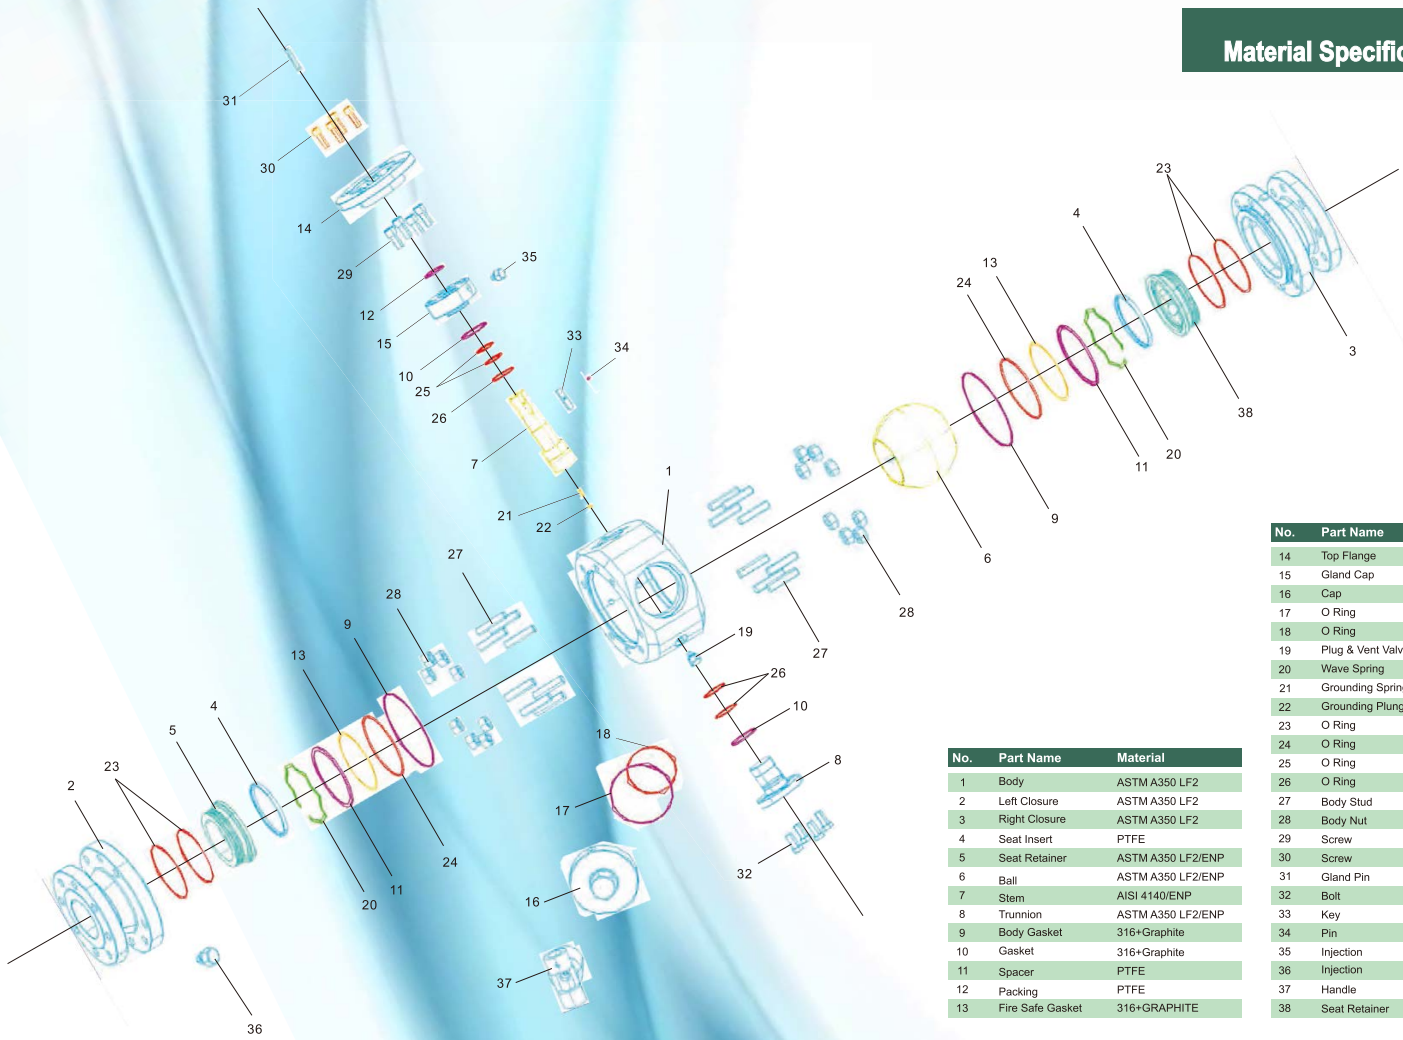 Material Specific
31
30
14
29
35
12
15
10
25
26
33
34
7
21
22
1
23
4
13
24
3
38
20
11
9
6
28
27
27
28
9
13
4
5
23
2
19
26
10
18
17
8
32
24
11
20
16
37
36
No. Part Name Material
1 Body ASTM A350 LF2
2 Left Closure ASTM A350 LF2
3 Right Closure ASTM A350 LF2
4 Seat Insert PTFE
5 Seat Retainer ASTM A350 LF2/ENP
6 Ball ASTM A350 LF2/ENP
7 Stem AISI 4140/ENP
8 Trunnion ASTM A350 LF2/ENP
9 Body Gasket 316+Graphite
10 Gasket 316+Graphite
11 Spacer PTFE
12 Packing PTFE
13 Fire Safe Gasket 316+GRAPHITE
No. Part Name
14 Top Flange
15 Gland Cap
16 Cap
17 O Ring
18 O Ring
19 Plug & Vent Valv
20 Wave Spring
21 Grounding Spring
22 Grounding Plung
23 O Ring
24 O Ring
25 O Ring
26 O Ring
27 Body Stud
28 Body Nut
29 Screw
30 Screw
31 Gland Pin
32 Bolt
33 Key
34 Pin
35 Injection
36 Injection
37 Handle
38 Seat Retainer